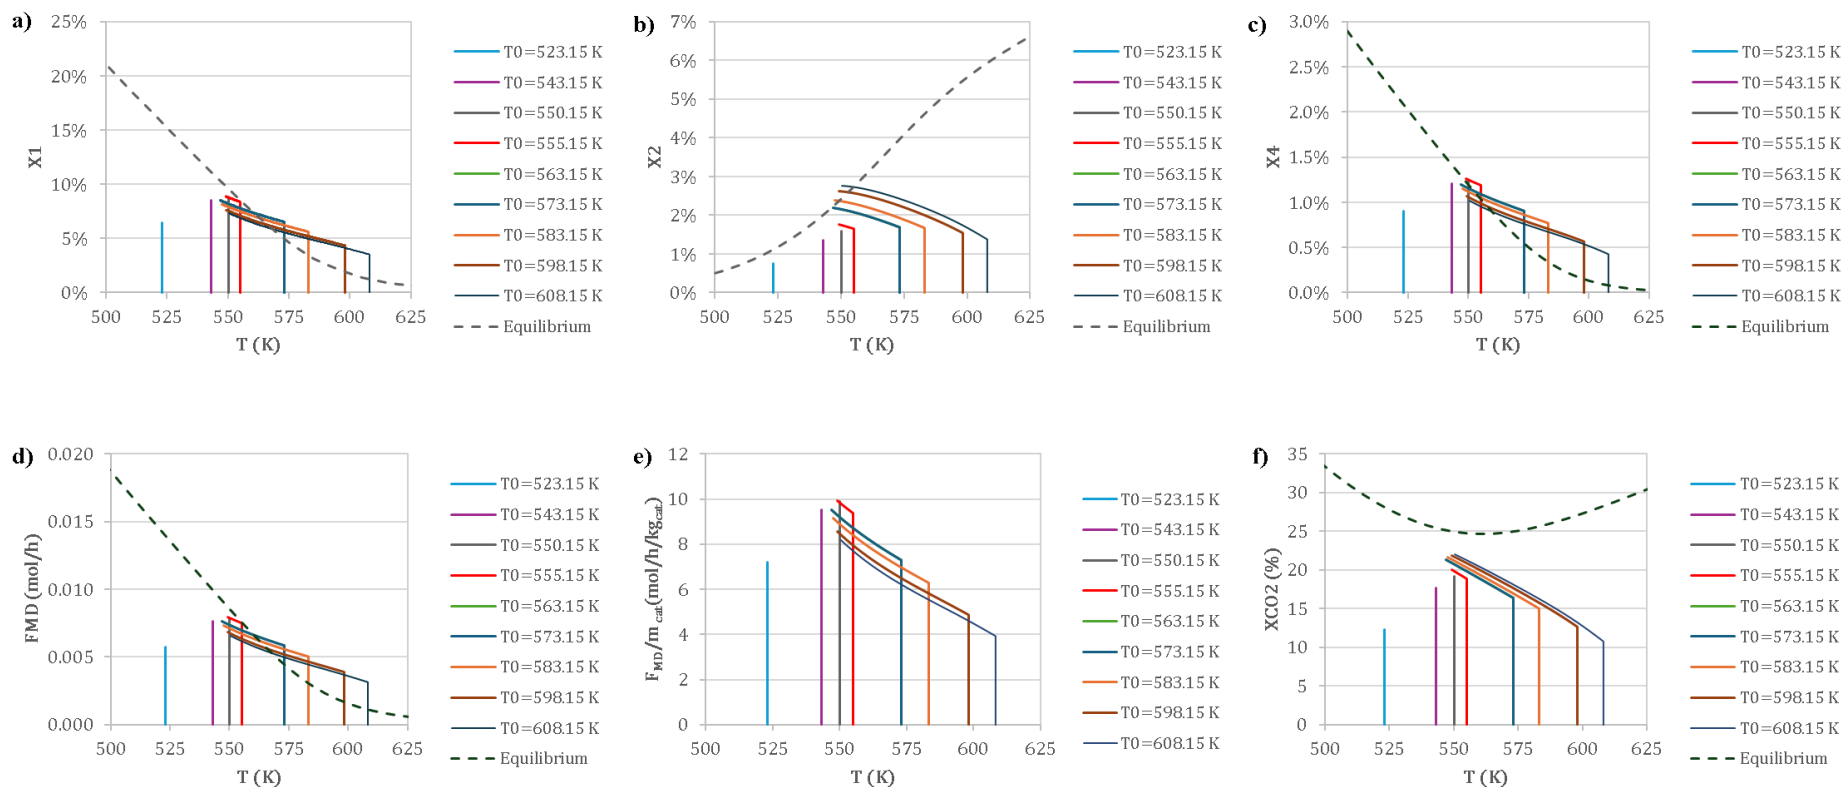 a)
25%
20%
15%
10%
5%
0%
X1
500
525
550
575
600
625
T (K)
T0=523.15 K
T0=543.15 K
T0=550.15 K
T0=555.15 K
T0=563.15 K
T0=573.15 K
T0=583.15 K
T0=598.15 K
T0=608.15 K
Equilibrium
b)
7%
6%
5%
4%
3%
2%
1%
0%
X2
500
525
550
575
600
625
T (K)
T0=523.15 K
T0=543.15 K
T0=550.15 K
T0=555.15 K
T0=563.15 K
T0=573.15 K
T0=583.15 K
T0=598.15 K
T0=608.15 K
Equilibrium
c)
3.0%
2.5%
2.0%
1.5%
1.0%
0.5%
0.0%
X4
500
525
550
575
600
625
T (K)
T0=523.15 K
T0=543.15 K
T0=550.15 K
T0=555.15 K
T0=563.15 K
T0=573.15 K
T0=583.15 K
T0=598.15 K
T0=608.15 K
Equilibrium
d)
0.020
0.015
0.010
0.005
0.000
FMD (mol/h)
500
525
550
575
600
625
T (K)
T0=523.15 K
T0=543.15 K
T0=550.15 K
T0=555.15 K
T0=563.15 K
T0=573.15 K
T0=583.15 K
T0=598.15 K
T0=608.15 K
Equilibrium
e)
12
10
8
6
4
2
0
FMD/mcat(mol/h/kgcat)
500
525
550
575
600
625
T (K)
T0=523.15 K
T0=543.15 K
T0=550.15 K
T0=555.15 K
T0=563.15 K
T0=573.15 K
T0=583.15 K
T0=598.15 K
T0=608.15 K
f)
35
30
25
20
15
10
5
0
XCO2 (%)
500
525
550
575
600
625
T (K)
T0=523.15 K
T0=543.15 K
T0=550.15 K
T0=555.15 K
T0=563.15 K
T0=573.15 K
T0=583.15 K
T0=598.15 K
T0=608.15 K
Equilibrium